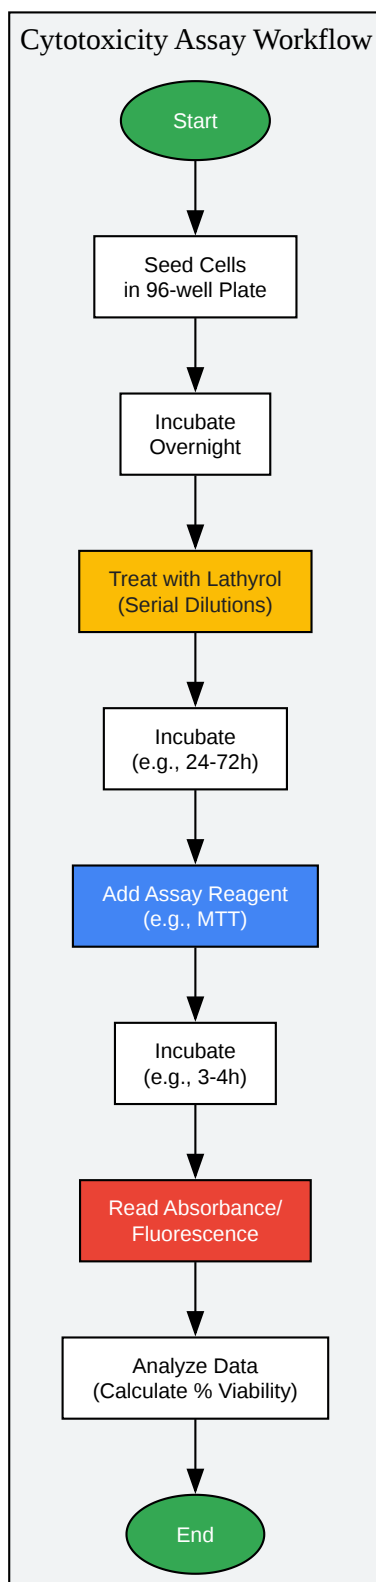 Cytotoxicity Assay Workflow
Start
Seed Cells
in 96-well Plate
Incubate
Overnight
Treat with Lathyrol
(Serial Dilutions)
Incubate
(e.g., 24-72h)
Add Assay Reagent
(e.g., MTT)
Incubate
(e.g., 3-4h)
Read Absorbance/
Fluorescence
Analyze Data
(Calculate % Viability)
End